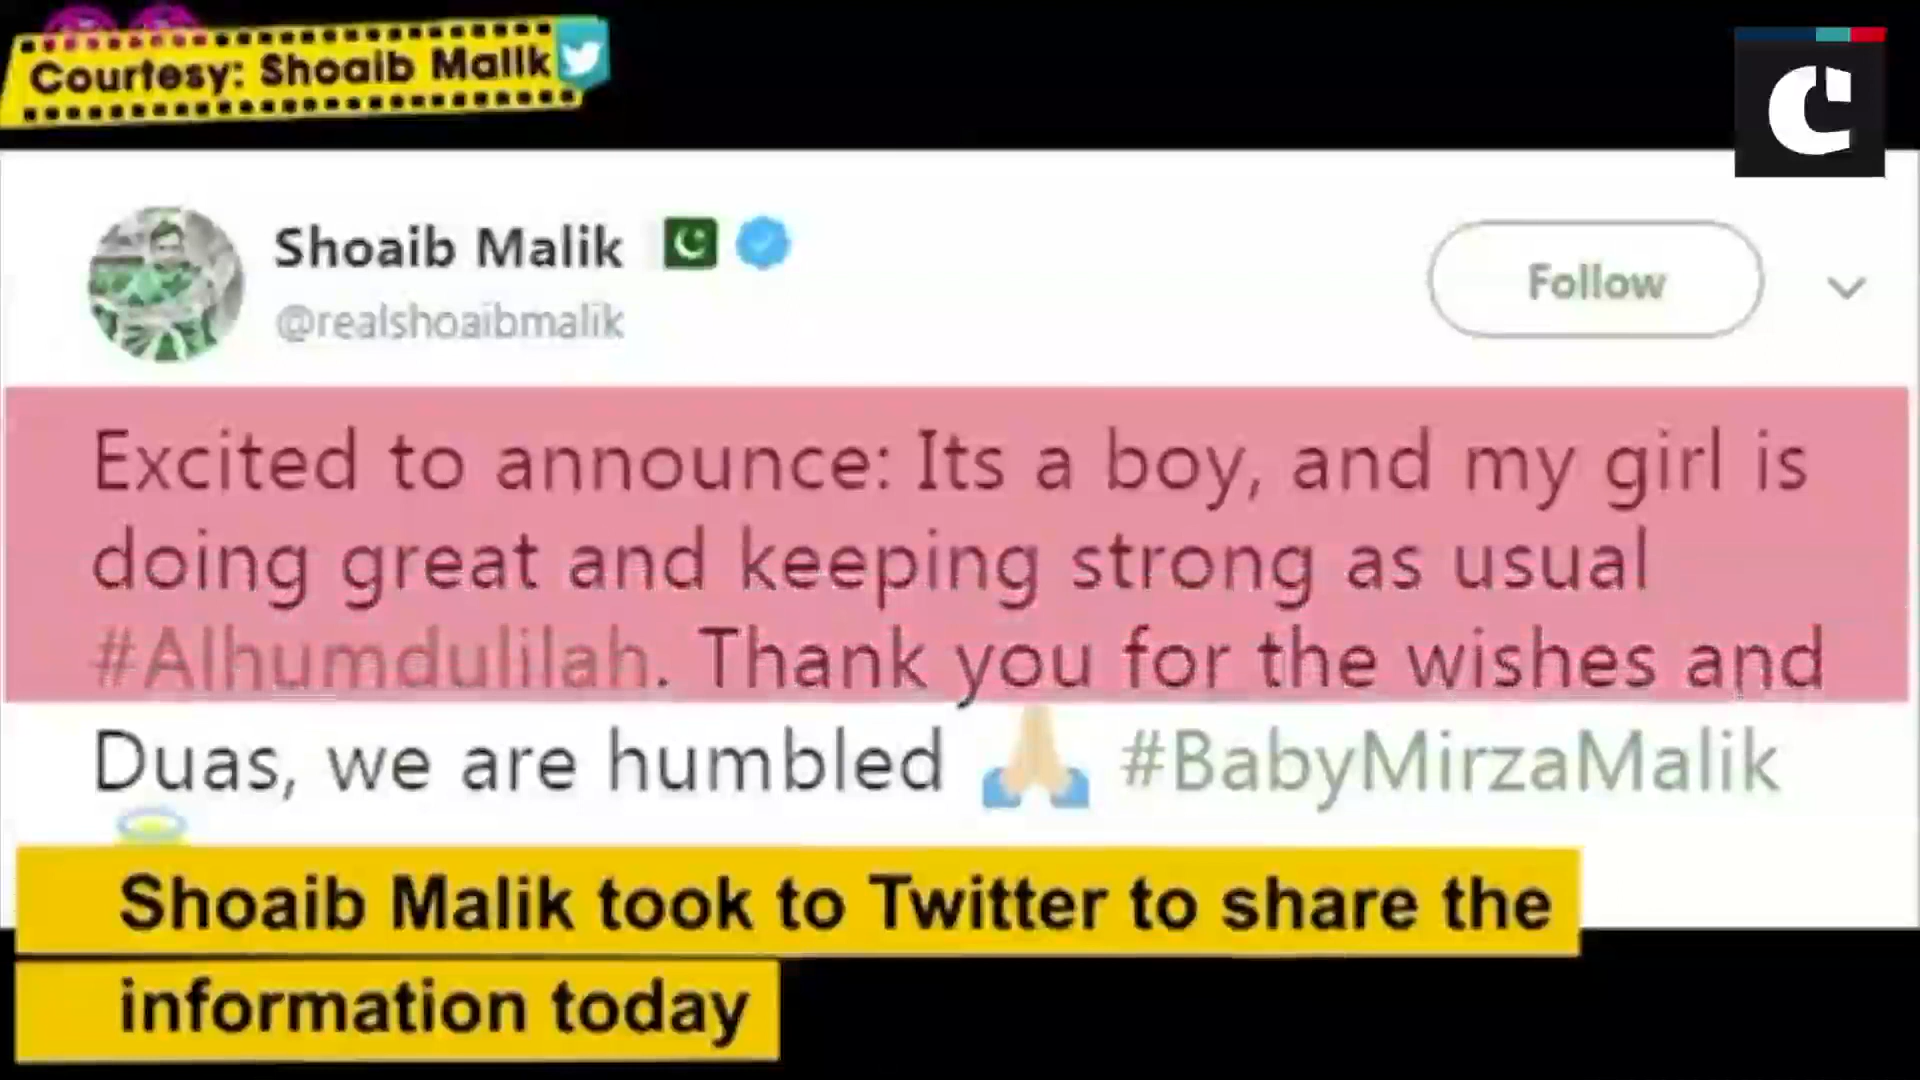 Courtesy: Shoaib Malik
Shoaib Malik
@realshoaibmalik
Follow
Excited to announce: Its a boy, and my girl is
doing great and keeping strong as usual
#Alhumdulilah. Thank you for the wishes and
Duas, we are humbled 🙏🏼 #BabyMirzaMalik
Shoaib Malik took to Twitter to share the
information today